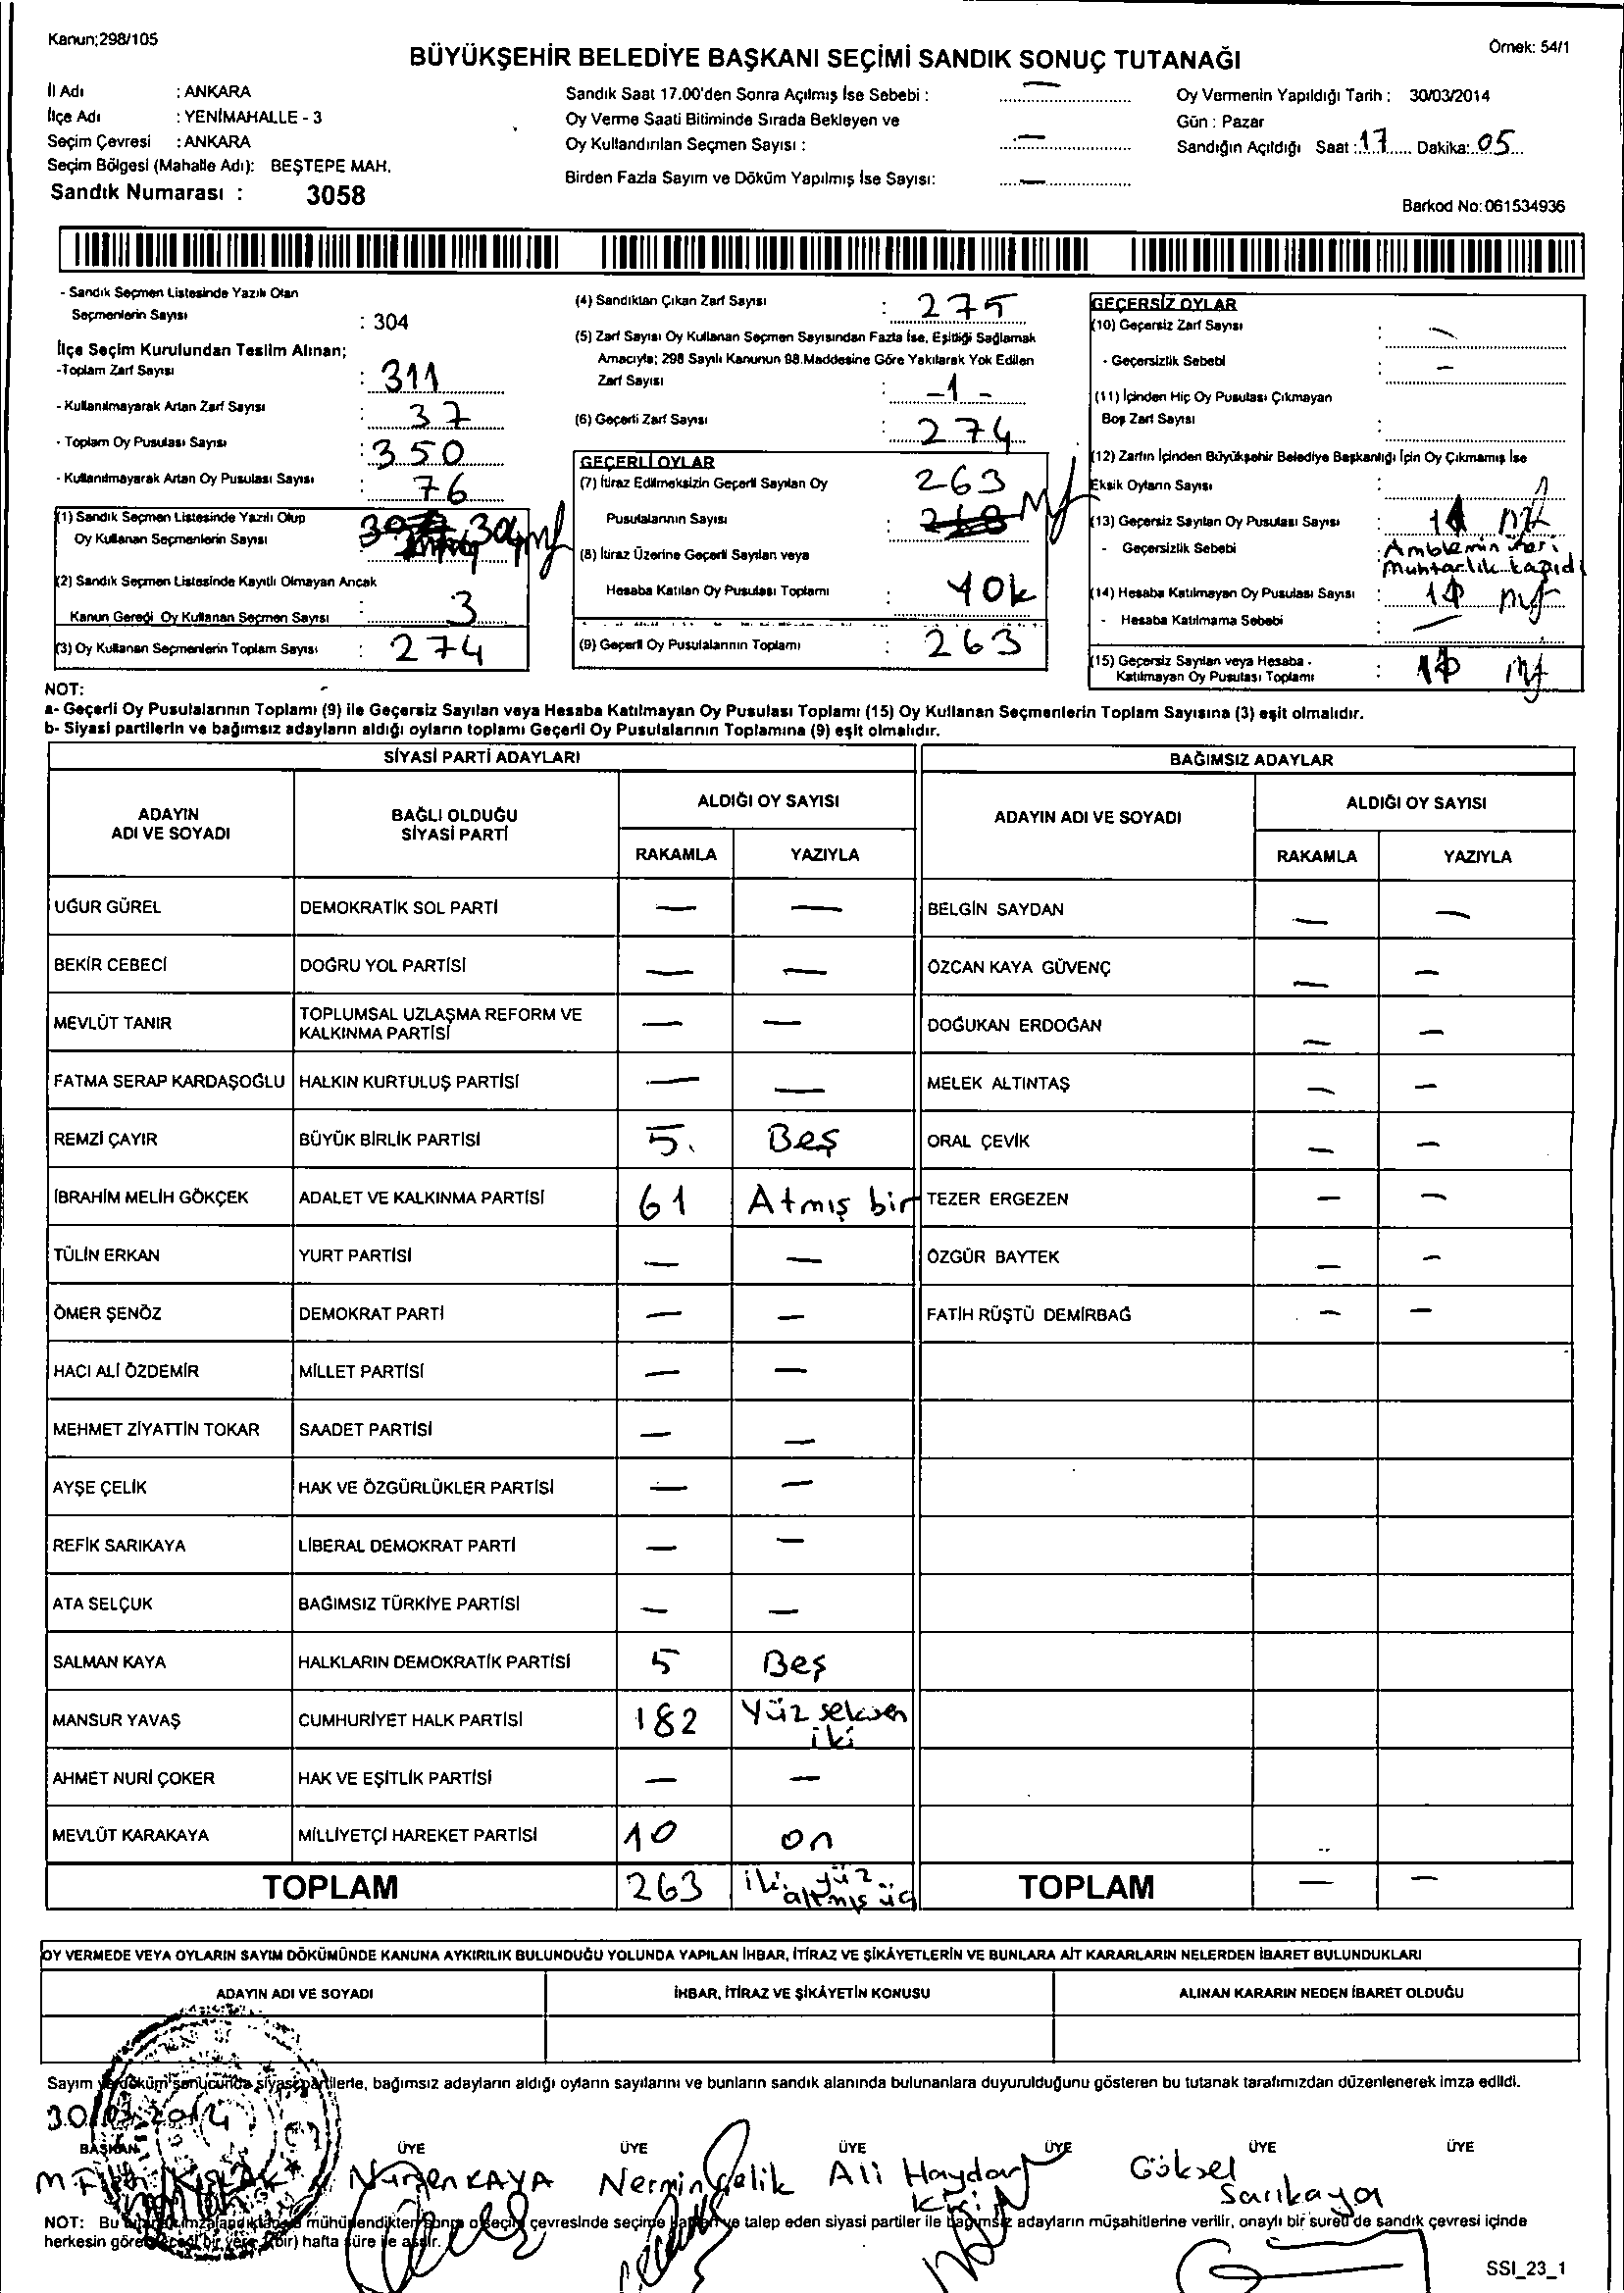 Kanun;298/105
Örnek: 54/1
BÜYÜKŞEHİR BELEDİYE BAŞKANI SEÇİMİ SANDIK SONUÇ TUTANAĞI
İl Adı : ANKARA
İlçe Adı : YENİMAHALLE - 3
Seçim Çevresi : ANKARA
Seçim Bölgesi (Mahalle Adı): BEŞTEPE MAH.
Sandık Numarası : 3058
Sandık Saat 17.00'den Sonra Açılmış İse Sebebi : —
Oy Verme Saati Bitiminde Sırada Bekleyen ve
Oy Kullandırılan Seçmen Sayısı : —
Birden Fazla Sayım ve Döküm Yapılmış İse Sayısı: —
Oy Vermenin Yapıldığı Tarih : 30/03/2014
Gün : Pazar
Sandığın Açıldığı Saat : 17 Dakika: 05
Barkod No: 061534936
- Sandık Seçmen Listesinde Yazılı Olan
Seçmenlerin Sayısı : 304
İlçe Seçim Kurulundan Teslim Alınan;
-Toplam Zarf Sayısı : 311
- Kullanılmayarak Artan Zarf Sayısı : 37
- Toplam Oy Pusulası Sayısı : 350
- Kullanılmayarak Artan Oy Pusulası Sayısı : 76
(1) Sandık Seçmen Listesinde Yazılı Olup
Oy Kullanan Seçmenlerin Sayısı : 304
(2) Sandık Seçmen Listesinde Kayıtlı Olmayan Ancak
Kanun Gereği Oy Kullanan Seçmen Sayısı : 3
(3) Oy Kullanan Seçmenlerin Toplam Sayısı : 274
(4) Sandıktan Çıkan Zarf Sayısı : 275
(5) Zarf Sayısı Oy Kullanan Seçmen Sayısından Fazla İse, Eşitliği Sağlamak
Amacıyla; 298 Sayılı Kanunun 98.Maddesine Göre Yakılarak Yok Edilen
Zarf Sayısı : -1-
(6) Geçerli Zarf Sayısı : 274
GEÇERLİ OYLAR
(7) İtiraz Edilmeksizin Geçerli Sayılan Oy
Pusulalarının Sayısı : 263
(8) İtiraz Üzerine Geçerli Sayılan veya
Hesaba Katılan Oy Pusulası Toplamı : Yok
(9) Geçerli Oy Pusulalarının Toplamı : 263
GEÇERSİZ OYLAR
(10) Geçersiz Zarf Sayısı : —
- Geçersizlik Sebebi : —
(11) İçinden Hiç Oy Pusulası Çıkmayan
Boş Zarf Sayısı :
(12) Zarfın İçinden Büyükşehir Belediye Başkanlığı İçin Oy Çıkmamış İse
Eksik Oyların Sayısı :
(13) Geçersiz Sayılan Oy Pusulası Sayısı :
- Geçersizlik Sebebi : Amblemin
Muhtarlık
(14) Hesaba Katılmayan Oy Pusulası Sayısı :
- Hesaba Katılmama Sebebi : —
(15) Geçersiz Sayılan veya Hesaba -
Katılmayan Oy Pusulası Toplamı :
NOT:
a- Geçerli Oy Pusulalarının Toplamı (9) ile Geçersiz Sayılan veya Hesaba Katılmayan Oy Pusulası Toplamı (15) Oy Kullanan Seçmenlerin Toplam Sayısına (3) eşit olmalıdır.
b- Siyasi partilerin ve bağımsız adayların aldığı oyların toplamı Geçerli Oy Pusulalarının Toplamına (9) eşit olmalıdır.
SİYASİ PARTİ ADAYLARI
BAĞIMSIZ ADAYLAR
ADAYIN ADI VE SOYADI
BAĞLI OLDUĞU SİYASİ PARTİ
ALDIĞI OY SAYISI
RAKAMLA YAZIYLA
ADAYIN ADI VE SOYADI
ALDIĞI OY SAYISI
RAKAMLA YAZIYLA
UĞUR GÜREL DEMOKRATİK SOL PARTİ — — BELGİN SAYDAN — —
BEKİR CEBECİ DOĞRU YOL PARTİSİ — — ÖZCAN KAYA GÜVENÇ — —
MEVLÜT TANIR TOPLUMSAL UZLAŞMA REFORM VE KALKINMA PARTİSİ — — DOĞUKAN ERDOĞAN — —
FATMA SERAP KARDAŞOĞLU HALKIN KURTULUŞ PARTİSİ — — MELEK ALTINTAŞ — —
REMZİ ÇAYIR BÜYÜK BİRLİK PARTİSİ 5. Beş ORAL ÇEVİK — —
İBRAHİM MELİH GÖKÇEK ADALET VE KALKINMA PARTİSİ 61 Atmış bir TEZER ERGEZEN — —
TÜLİN ERKAN YURT PARTİSİ — — ÖZGÜR BAYTEK — —
ÖMER ŞENÖZ DEMOKRAT PARTİ — — FATİH RÜŞTÜ DEMİRBAĞ — —
HACI ALİ ÖZDEMİR MİLLET PARTİSİ — —
MEHMET ZİYATTİN TOKAR SAADET PARTİSİ — —
AYŞE ÇELİK HAK VE ÖZGÜRLÜKLER PARTİSİ — —
REFİK SARIKAYA LİBERAL DEMOKRAT PARTİ — —
ATA SELÇUK BAĞIMSIZ TÜRKİYE PARTİSİ — —
SALMAN KAYA HALKLARIN DEMOKRATİK PARTİSİ 5 Beş
MANSUR YAVAŞ CUMHURİYET HALK PARTİSİ 182 Yüz seksen iki
AHMET NURİ ÇOKER HAK VE EŞİTLİK PARTİSİ — —
MEVLÜT KARAKAYA MİLLİYETÇİ HAREKET PARTİSİ 10 on
TOPLAM 263 iki yüz altmış üç TOPLAM — —
OY VERMEDE VEYA OYLARIN SAYIM DÖKÜMÜNDE KANUNA AYKIRILIK BULUNDUĞU YOLUNDA YAPILAN İHBAR, İTİRAZ VE ŞİKÂYETLERİN VE BUNLARA AİT KARARLARIN NELERDEN İBARET BULUNDUKLARI
ADAYIN ADI VE SOYADI İHBAR, İTİRAZ VE ŞİKÂYETİN KONUSU ALINAN KARARIN NEDEN İBARET OLDUĞU
Sayım ve döküm sonucunda siyasi partilerle, bağımsız adayların aldığı oyların sayılarını ve bunların sandık alanında bulunanlara duyurulduğunu gösteren bu tutanak tarafımızdan düzenlenerek imza edildi.
30/03/2014
BAŞKAN ÜYE ÜYE ÜYE ÜYE ÜYE ÜYE
Nurşen KAYA Nermin Çelik Ali Haydar Göksel Sarıkaya
NOT: Bu mühürlendikten sonra o seçim çevresinde seçime ve talep eden siyasi partiler ile bağımsız adayların müşahitlerine verilir, onaylı bir sureti de sandık çevresi içinde
herkesin bir yere (bir) hafta süre ile asılır.
SSI_23_1